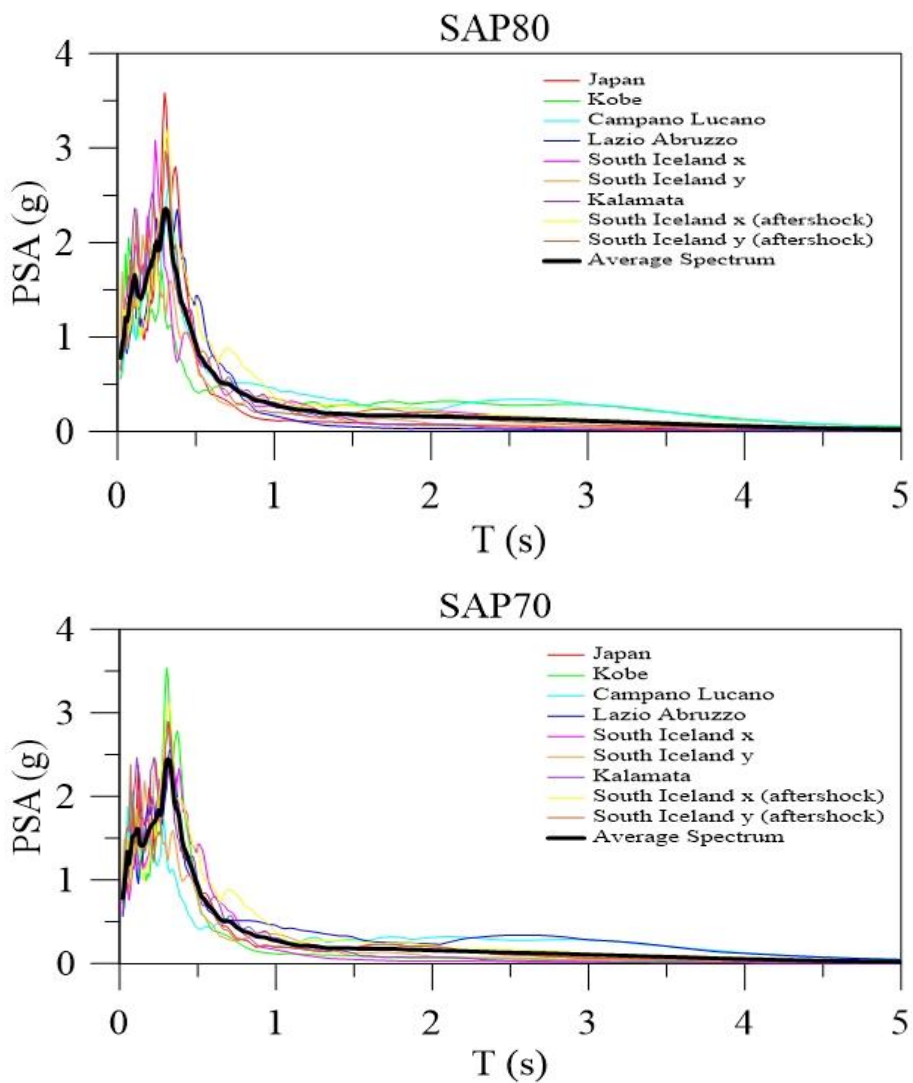 SAP80
4
3
2
1
0
PSA (g)
Japan
Kobe
Campano Lucano
Lazio Abruzzo
South Iceland x
South Iceland y
Kalamata
South Iceland x (aftershock)
South Iceland y (aftershock)
Average Spectrum
0 1 2 3 4 5
T (s)
SAP70
4
3
2
1
0
PSA (g)
Japan
Kobe
Campano Lucano
Lazio Abruzzo
South Iceland x
South Iceland y
Kalamata
South Iceland x (aftershock)
South Iceland y (aftershock)
Average Spectrum
0 1 2 3 4 5
T (s)